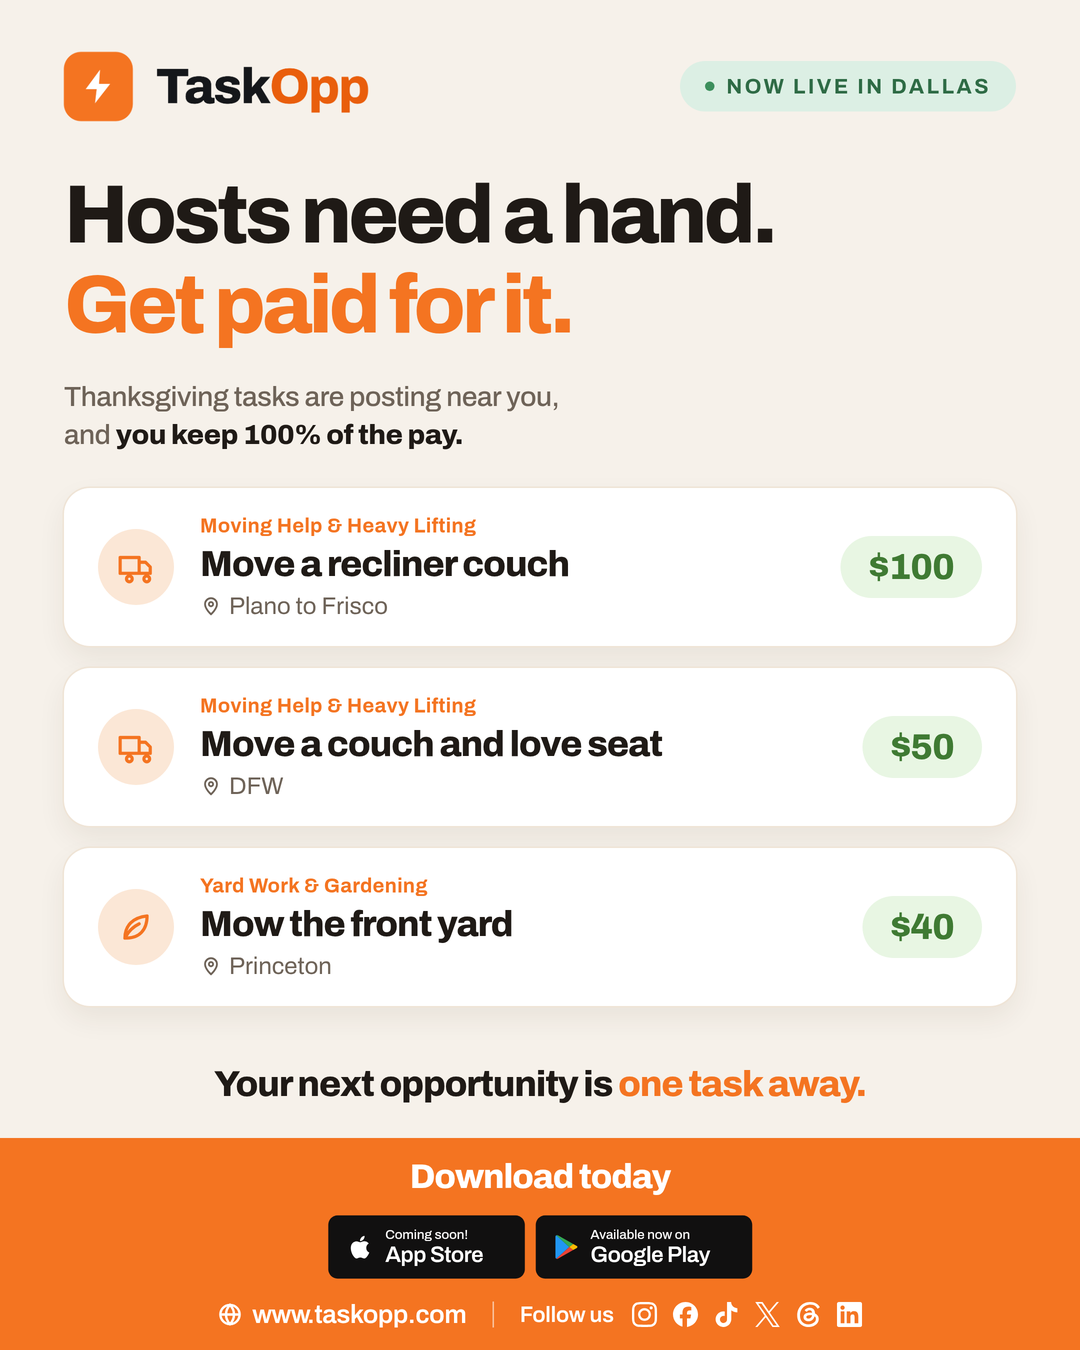 TaskOpp
NOW LIVE IN DALLAS
Hosts need a hand.
Get paid for it.
Thanksgiving tasks are posting near you,
and you keep 100% of the pay.
Moving Help & Heavy Lifting
Move a recliner couch
Plano to Frisco
$100
Moving Help & Heavy Lifting
Move a couch and love seat
DFW
$50
Yard Work & Gardening
Mow the front yard
Princeton
$40
Your next opportunity is one task away.
Download today
Coming soon!
App Store
Available now on
Google Play
www.taskopp.com
Follow us